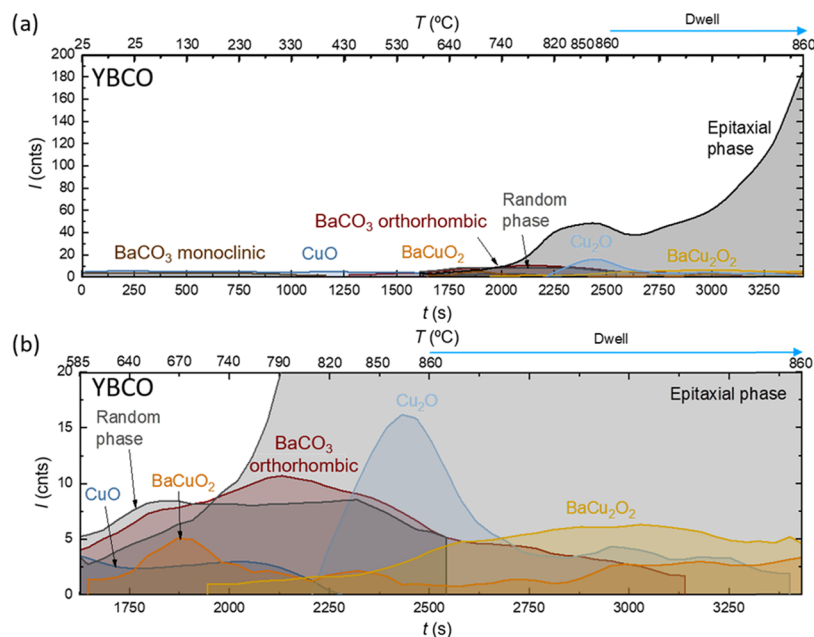 (a)
T (ºC)
Dwell
25 25 130 230 330 430 530 640 740 820 850 860 860
200
180
160
140
120
100
80
60
40
20
0
I (cnts)
YBCO
Epitaxial
phase
BaCO3 orthorhombic
Random
phase
BaCO3 monoclinic
CuO
BaCuO2
Cu2O
BaCu2O2
0 250 500 750 1000 1250 1500 1750 2000 2250 2500 2750 3000 3250
t (s)
(b)
T (ºC)
Dwell
585 640 670 740 790 820 850 860 860
20
15
10
5
0
I (cnts)
YBCO
Epitaxial phase
Random
phase
Cu2O
BaCO3
orthorhombic
CuO
BaCuO2
BaCu2O2
1750 2000 2250 2500 2750 3000 3250
t (s)